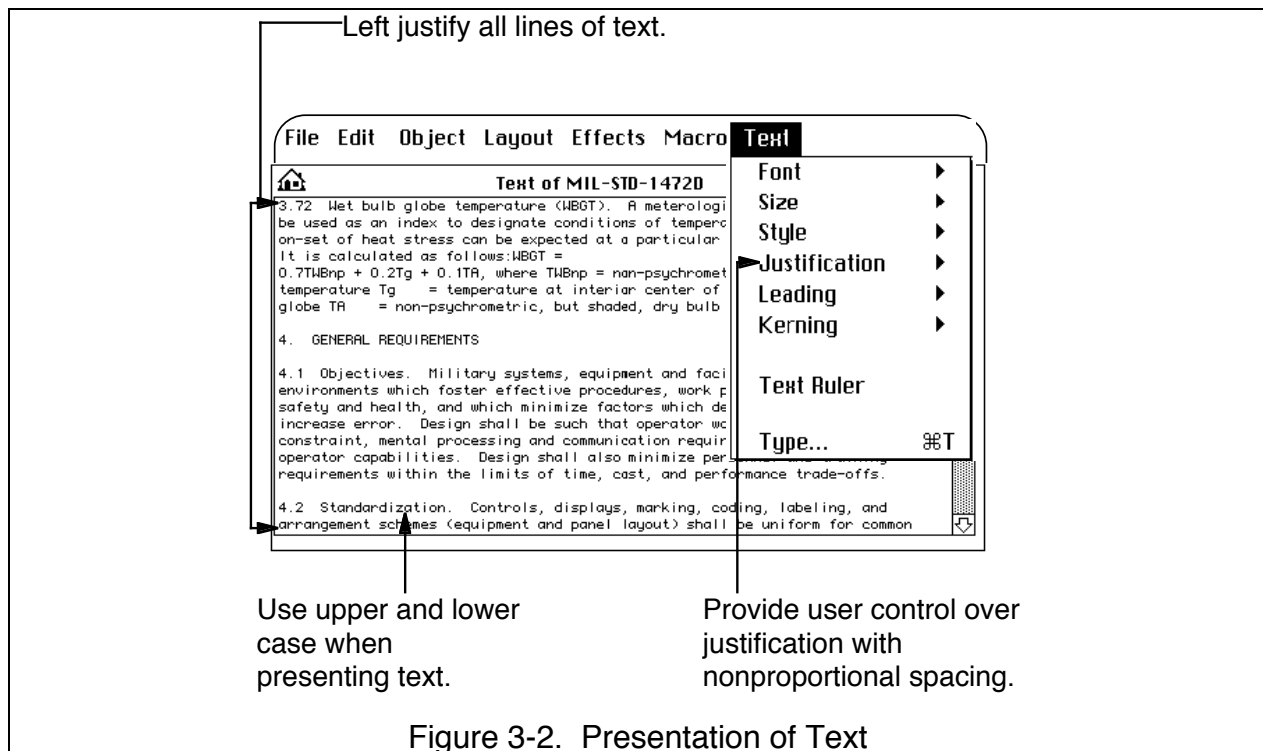 Left justify all lines of text.
File Edit Object Layout Effects Macro Text
Text of MIL-STD-1472D
3.72 Wet bulb globe temperature (WBGT). A meterologi
be used as an index to designate conditions of tempera
on-set of heat stress can be expected at a particular
It is calculated as follows:WBGT =
0.7TWBnp + 0.2Tg + 0.1TA, where TWBnp = nan-psychromet
temperature Tg = temperature at interiar center of
globe TA = non-psychrometric, but shaded, dry bulb
4. GENERAL REQUIREMENTS
4.1 Objectives. Military systems, equipment and faci
environments which foster effective procedures, work p
safety and health, and which minimize factors which de
increase error. Design shall be such that operator wo
constraint, mental processing and communication requir
operator capabilities. Design shall also minimize per
requirements within the limits of time, cast, and performance trade-offs.
4.2 Standardization. Controls, displays, marking, coding, labeling, and
arrangement schemes (equipment and panel layout) shall be uniform for common
Font
Size
Style
Justification
Leading
Kerning
Text Ruler
Type... ⌘T
Use upper and lower
case when
presenting text.
Provide user control over
justification with
nonproportional spacing.
Figure 3-2. Presentation of Text